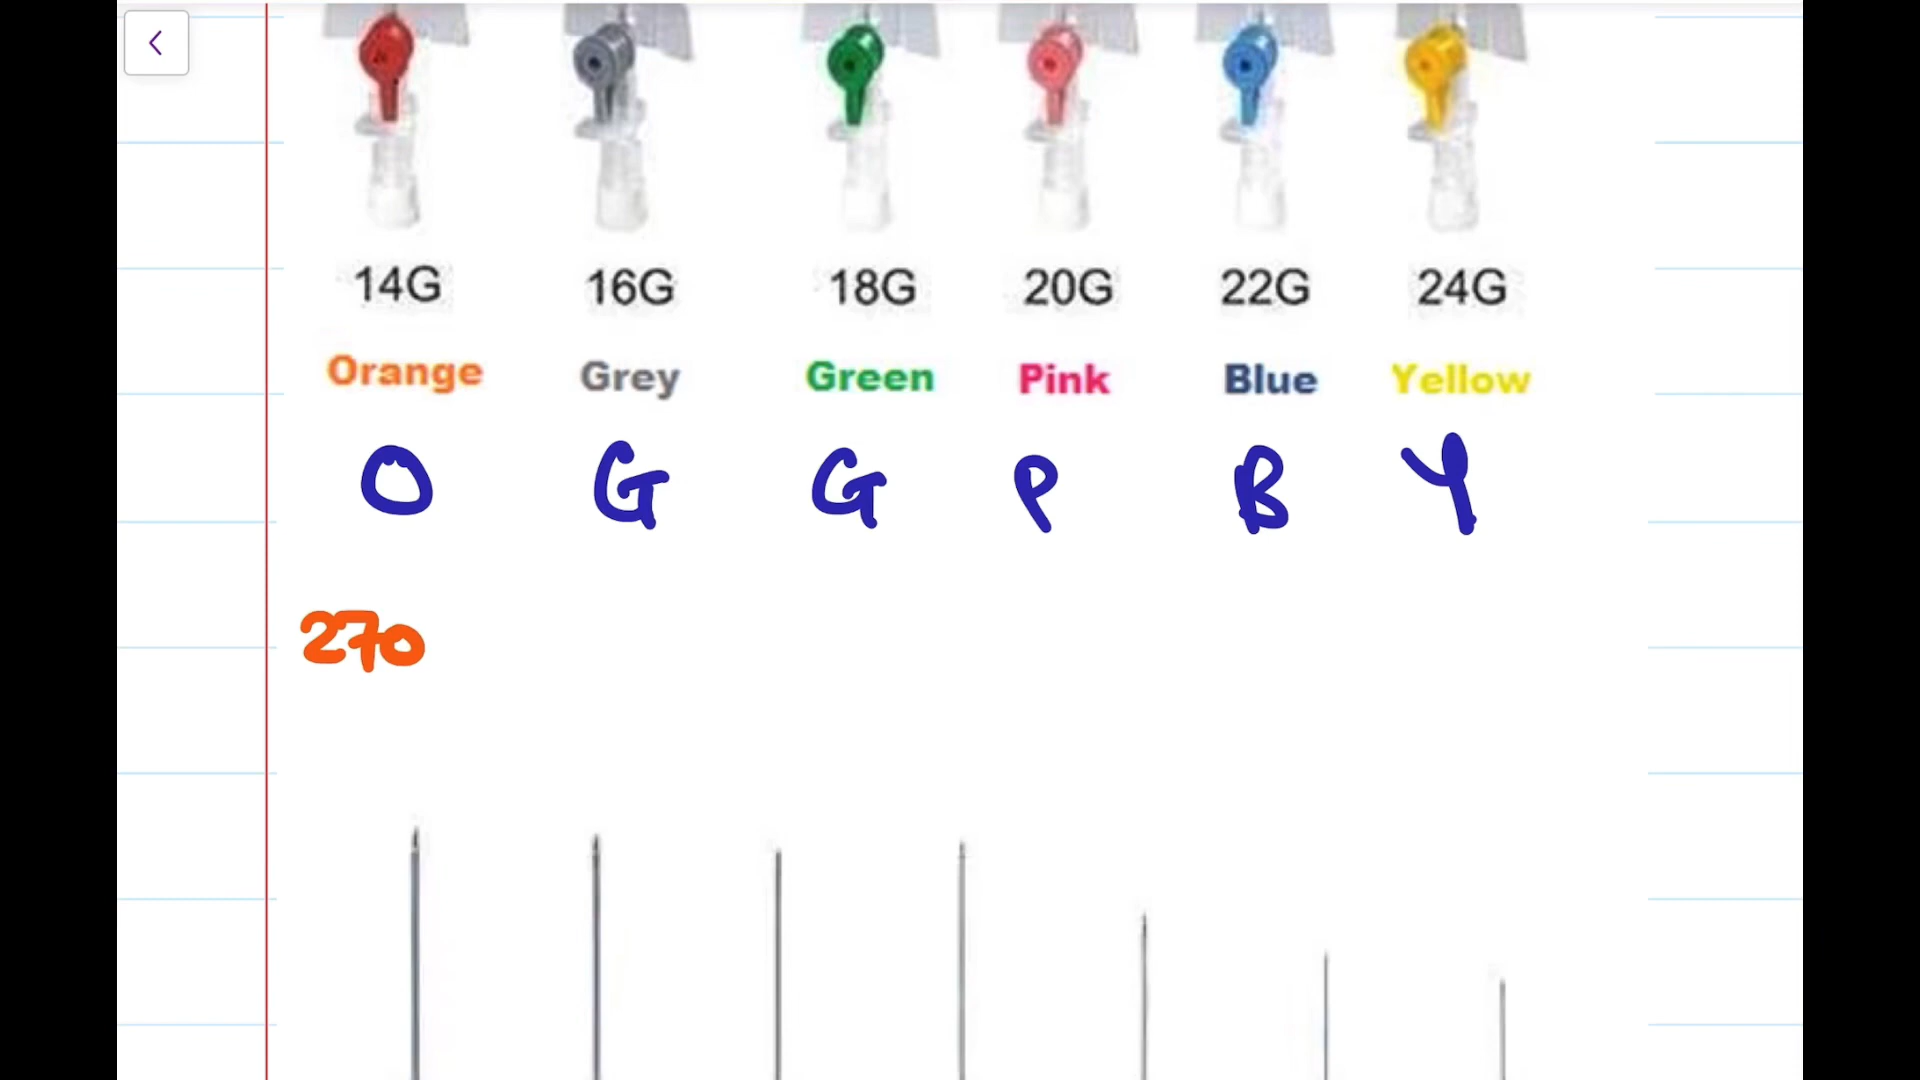 14G 16G 18G 20G 22G 24G
Orange Grey Green Pink Blue Yellow
O G G P B Y
270